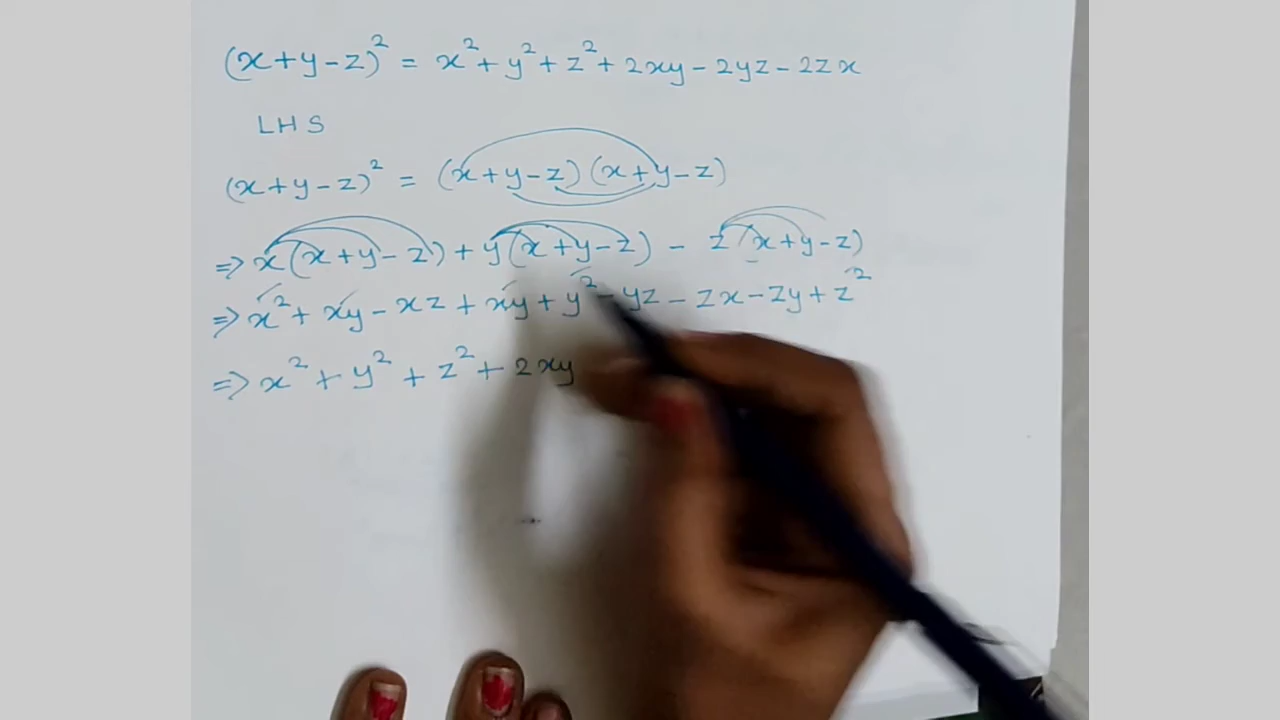 (x+y-z)² = x² + y² + z² + 2xy - 2yz - 2zx
LHS
(x+y-z)² = (x+y-z)(x+y-z)
=> x(x+y-z) + y(x+y-z) - z(x+y-z)
=> x² + xy - xz + xy + y² - yz - zx - zy + z²
=> x² + y² + z² + 2xy